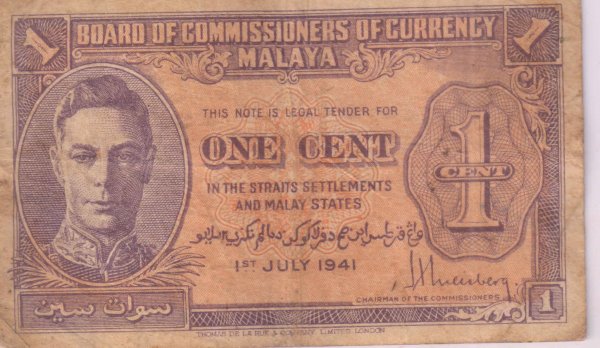 1
BOARD OF COMMISSIONERS OF CURRENCY
1
MALAYA
THIS NOTE IS LEGAL TENDER FOR
ONE CENT
IN THE STRAITS SETTLEMENTS
AND MALAY STATES
1ST JULY 1941
1
CENT
CHAIRMAN OF THE COMMISSIONERS
سوات سين
1
THOMAS DE LA RUE & COMPANY, LIMITED, LONDON